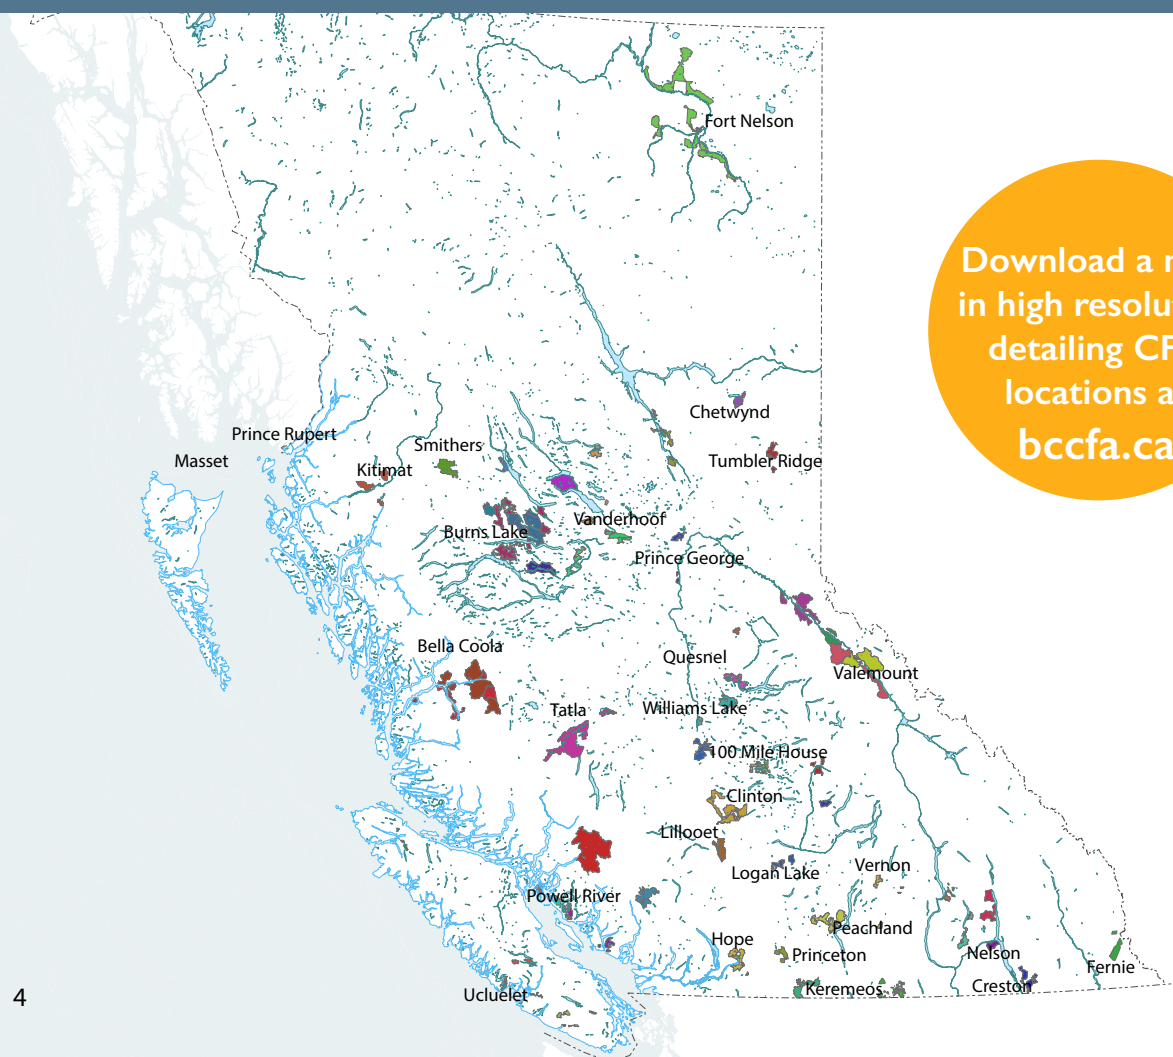 Fort Nelson
Download a
in high
detailing
locations
bccfa.ca
Chetwynd
Prince Rupert
Smithers
Masset
Tumbler Ridge
Kitimat
Vanderhoof
Burns Lake
Prince George
Bella Coola
Quesnel
Valemount
Williams Lake
Tatla
100 Mile House
Clinton
Lillooet
Vernon
Logan Lake
Powell River
Peachland
Hope
Princeton
Nelson
Fernie
Creston
Keremeos
Ucluelet
4